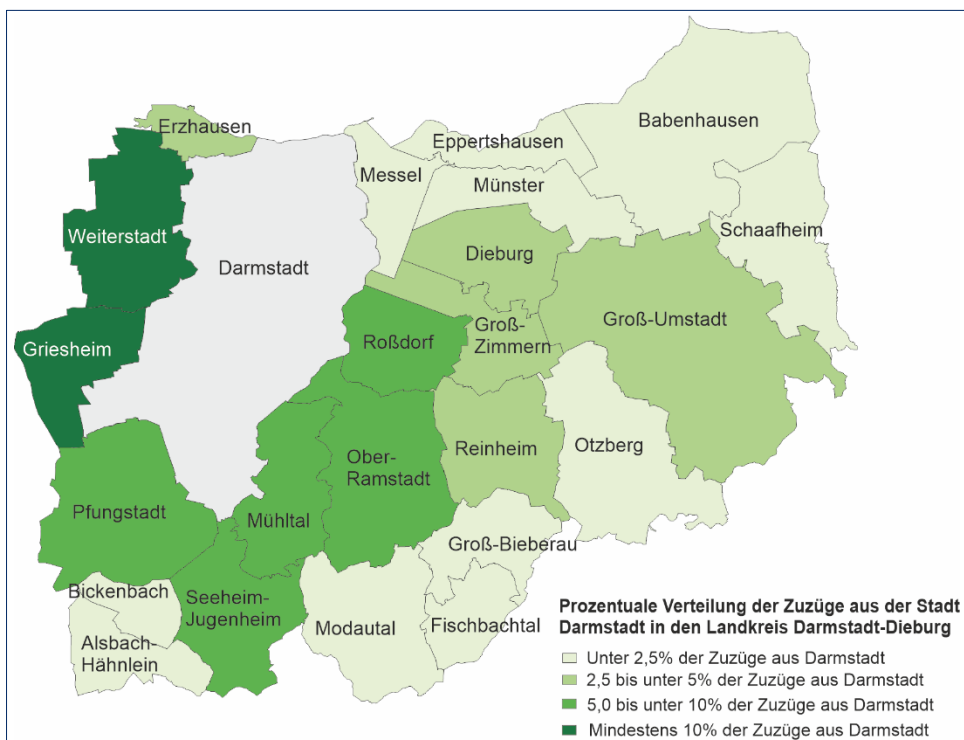 Erzhausen
Babenhausen
Eppertshausen
Messel
Münster
Schaafheim
Weiterstadt
Dieburg
Darmstadt
Groß-Umstadt
Groß-
Zimmern
Roßdorf
Griesheim
Otzberg
Reinheim
Ober-
Ramstadt
Pfungstadt
Mühltal
Groß-Bieberau
Bickenbach
Seeheim-
Jugenheim
Modautal
Fischbachtal
Alsbach-
Hähnlein
Prozentuale Verteilung der Zuzüge aus der Stadt
Darmstadt in den Landkreis Darmstadt-Dieburg
Unter 2,5% der Zuzüge aus Darmstadt
2,5 bis unter 5% der Zuzüge aus Darmstadt
5,0 bis unter 10% der Zuzüge aus Darmstadt
Mindestens 10% der Zuzüge aus Darmstadt